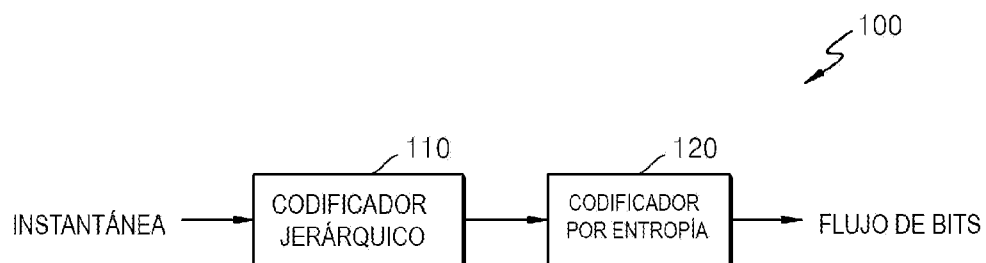 100
110
120
INSTANTÁNEA
CODIFICADOR
JERÁRQUICO
CODIFICADOR
POR ENTROPÍA
FLUJO DE BITS